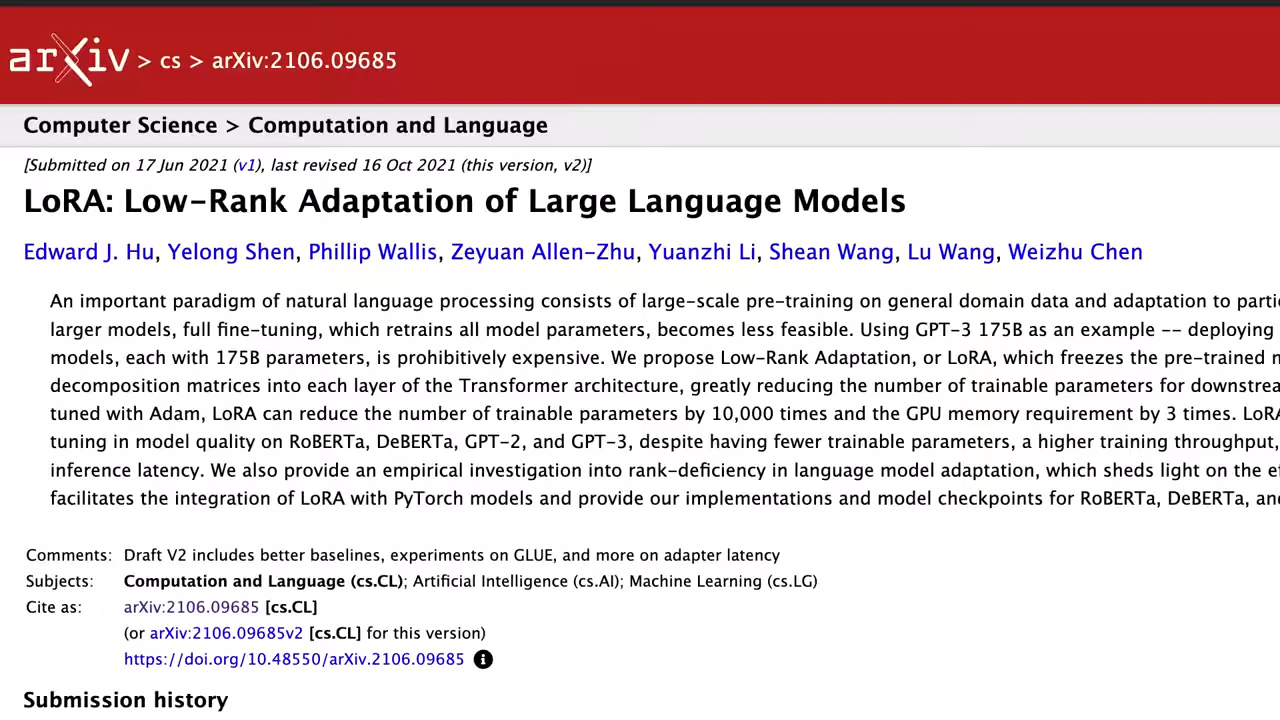 arXiv > cs > arXiv:2106.09685
Computer Science > Computation and Language
[Submitted on 17 Jun 2021 (v1), last revised 16 Oct 2021 (this version, v2)]
LoRA: Low-Rank Adaptation of Large Language Models
Edward J. Hu, Yelong Shen, Phillip Wallis, Zeyuan Allen-Zhu, Yuanzhi Li, Shean Wang, Lu Wang, Weizhu Chen
An important paradigm of natural language processing consists of large-scale pre-training on general domain data and adaptation to
larger models, full fine-tuning, which retrains all model parameters, becomes less feasible. Using GPT-3 175B as an example -- deploying
models, each with 175B parameters, is prohibitively expensive. We propose Low-Rank Adaptation, or LoRA, which freezes the pre-trained
decomposition matrices into each layer of the Transformer architecture, greatly reducing the number of trainable parameters for
tuned with Adam, LoRA can reduce the number of trainable parameters by 10,000 times and the GPU memory requirement by 3 times.
tuning in model quality on RoBERTa, DeBERTa, GPT-2, and GPT-3, despite having fewer trainable parameters, a higher training throughput,
inference latency. We also provide an empirical investigation into rank-deficiency in language model adaptation, which sheds light on the
facilitates the integration of LoRA with PyTorch models and provide our implementations and model checkpoints for RoBERTa, DeBERTa,
Comments: Draft V2 includes better baselines, experiments on GLUE, and more on adapter latency
Subjects: Computation and Language (cs.CL); Artificial Intelligence (cs.AI); Machine Learning (cs.LG)
Cite as: arXiv:2106.09685 [cs.CL]
(or arXiv:2106.09685v2 [cs.CL] for this version)
https://doi.org/10.48550/arXiv.2106.09685
Submission history